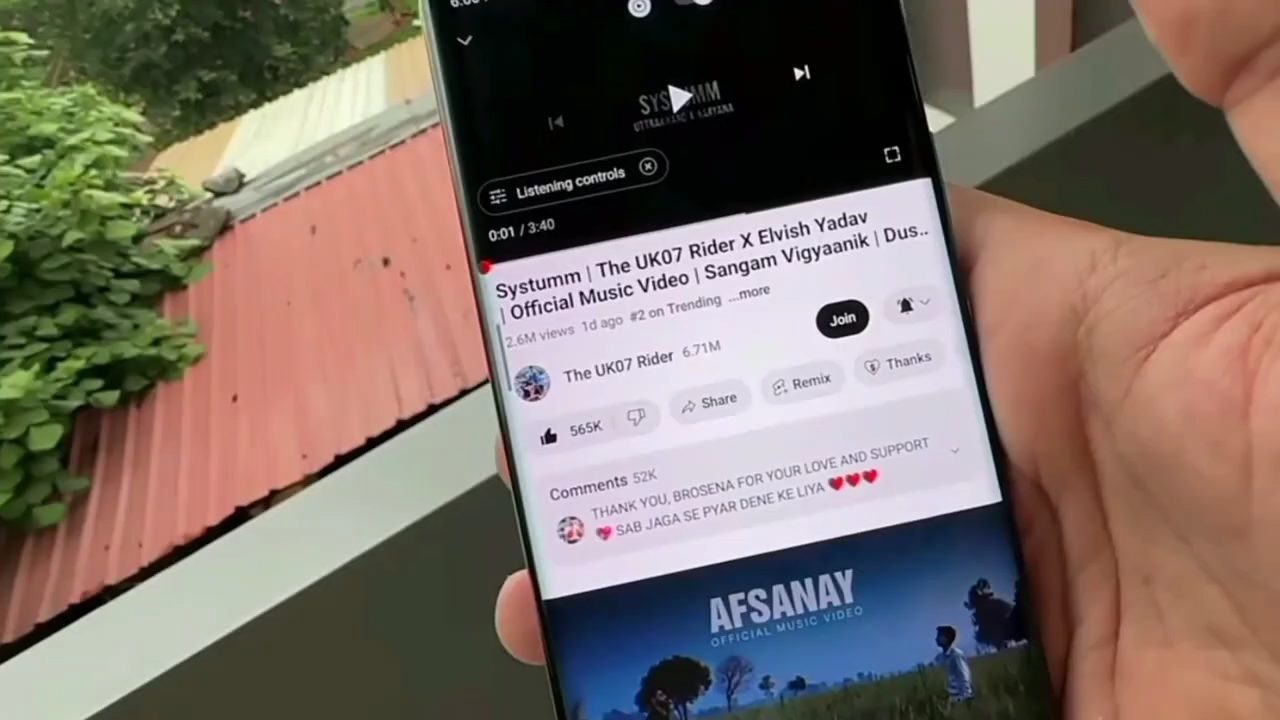 SYSTUMM
UTTRAKHAND X HARYANA
Listening controls
0:01 / 3:40
Systumm | The UK07 Rider X Elvish Yadav
| Official Music Video | Sangam Vigyaanik | Dus..
2.6M views 1d ago #2 on Trending ...more
Join
The UK07 Rider 6.71M
565K Share Remix Thanks
Comments 52K
THANK YOU, BROSENA FOR YOUR LOVE AND SUPPORT
💖 SAB JAGA SE PYAR DENE KE LIYA ♥️♥️♥️
AFSANAY
OFFICIAL MUSIC VIDEO